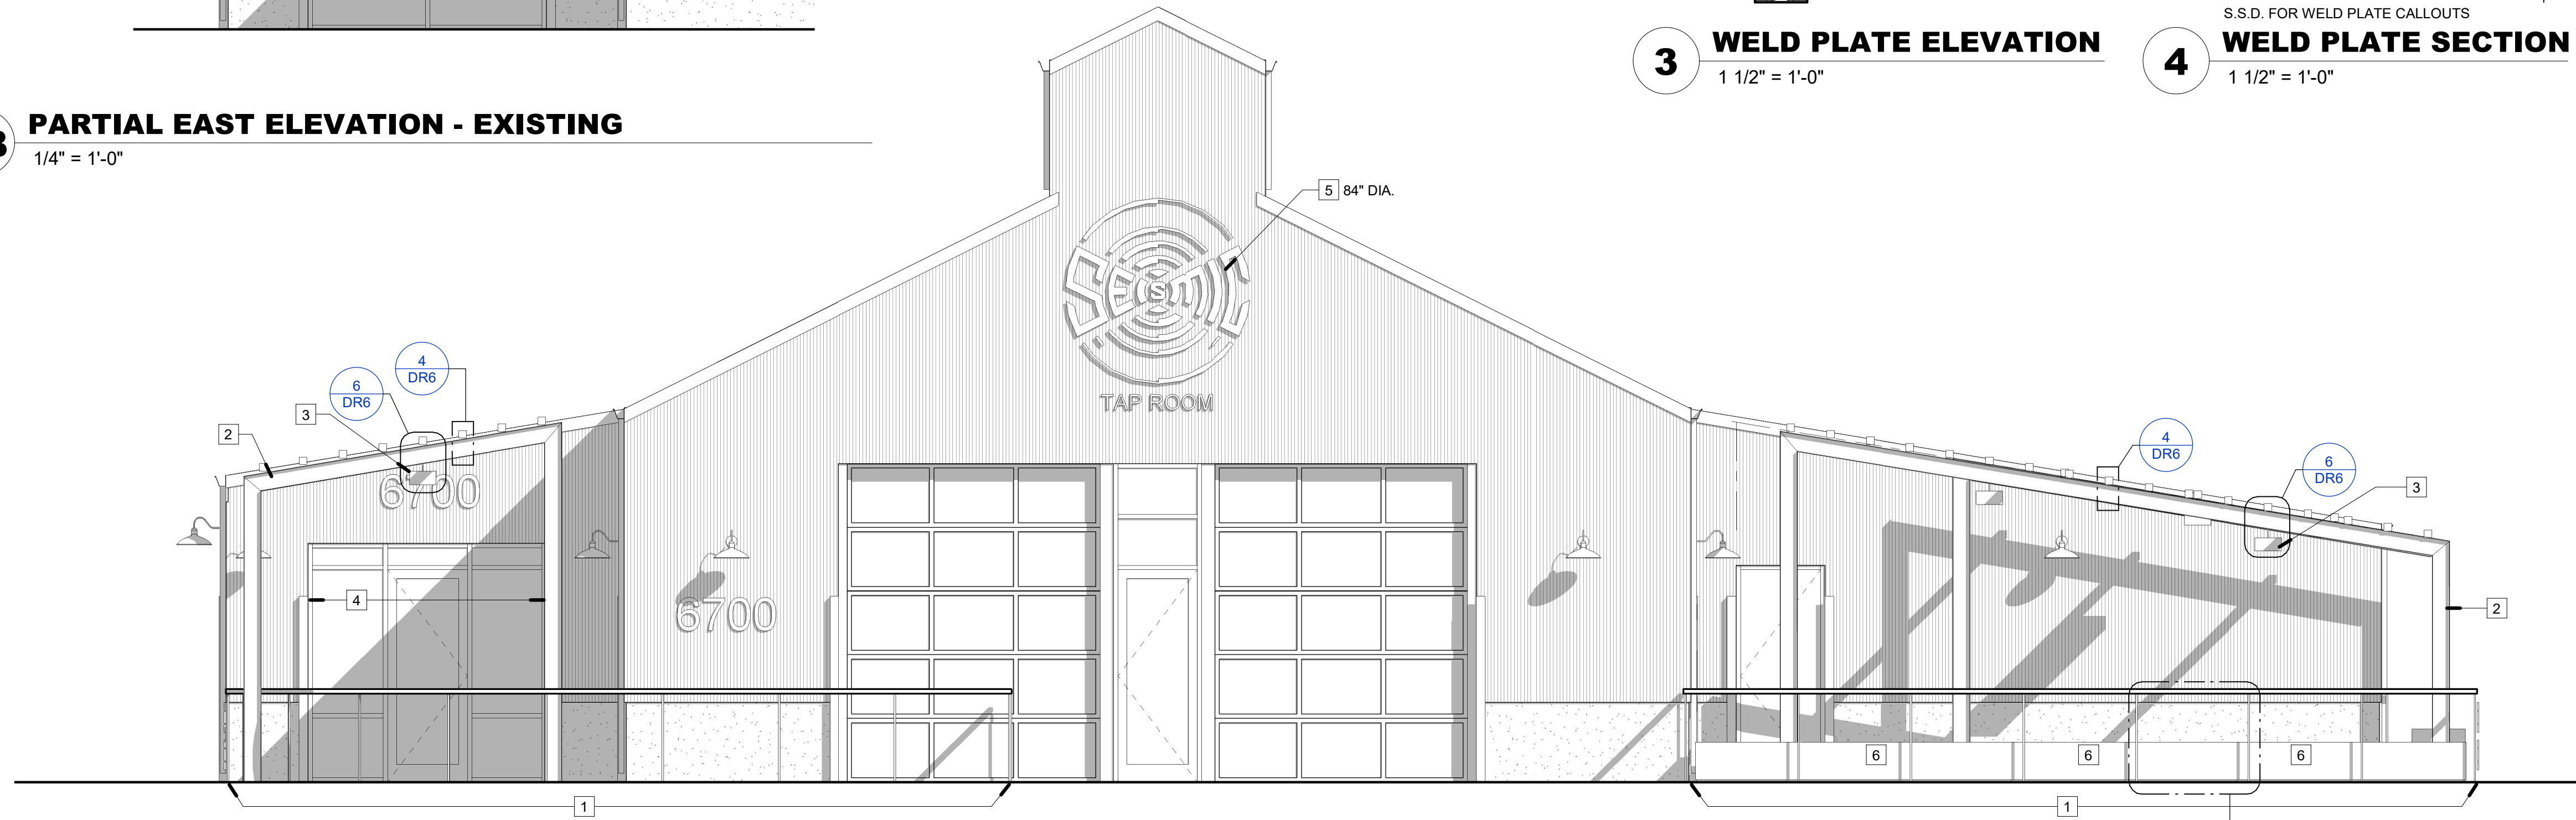 S.S.D. FOR WELD PLATE CALLOUTS
3 WELD PLATE ELEVATION
1 1/2" = 1'-0"
4 WELD PLATE SECTION
1 1/2" = 1'-0"
PARTIAL EAST ELEVATION - EXISTING
1/4" = 1'-0"
5 84" DIA.
SEISMIC
S
TAP ROOM
4
DR6
6
DR6
3
2
6700
4
6700
4
DR6
6
DR6
3
2
6
6
6
1
1